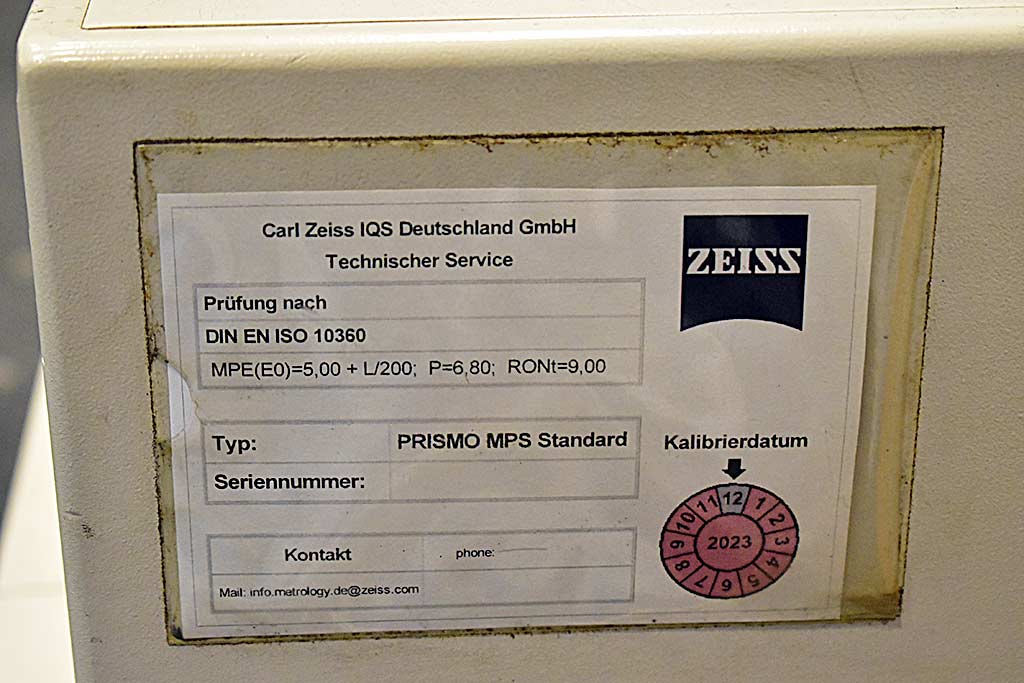 Carl Zeiss IQS Deutschland GmbH
Technischer Service
ZEISS
Prüfung nach
DIN EN ISO 10360
MPE(E0)=5,00 + L/200; P=6,80; RONt=9,00
Typ: PRISMO MPS Standard
Seriennummer:
Kalibrierdatum
12 1 2 3 4 5 6 7 8 9 10 11
2023
Kontakt phone:
Mail: info.metrology.de@zeiss.com